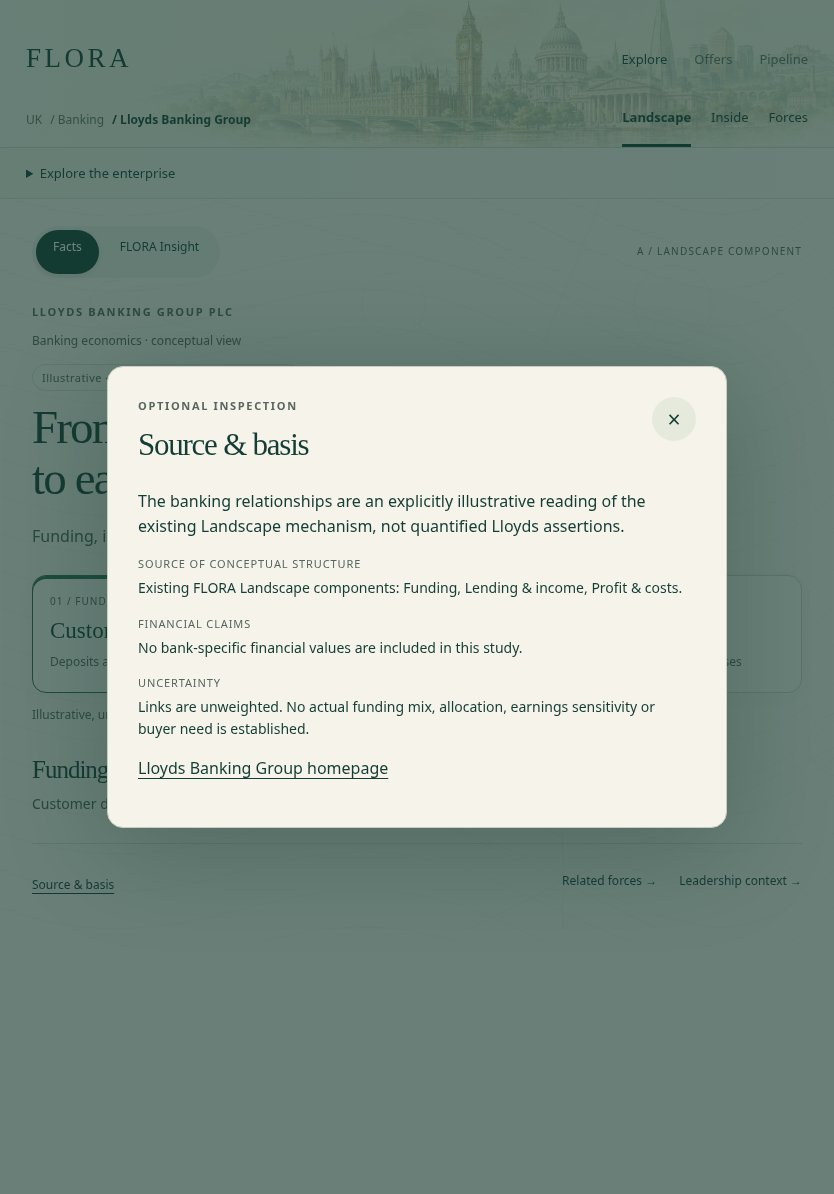 FLORA
Explore Offers Pipeline
UK / Banking / Lloyds Banking Group
Landscape Inside Forces
▶ Explore the enterprise
Facts FLORA Insight
A / LANDSCAPE COMPONENT
LLOYDS BANKING GROUP PLC
Banking economics · conceptual view
Illustrative
OPTIONAL INSPECTION
×
Source & basis
The banking relationships are an explicitly illustrative reading of the
existing Landscape mechanism, not quantified Lloyds assertions.
SOURCE OF CONCEPTUAL STRUCTURE
Existing FLORA Landscape components: Funding, Lending & income, Profit & costs.
FINANCIAL CLAIMS
No bank-specific financial values are included in this study.
UNCERTAINTY
Links are unweighted. No actual funding mix, allocation, earnings sensitivity or
buyer need is established.
Lloyds Banking Group homepage
to
Funding,
01 / FUND
Deposits
Illustrative,
Funding
Customer
Source & basis
Related forces → Leadership context →